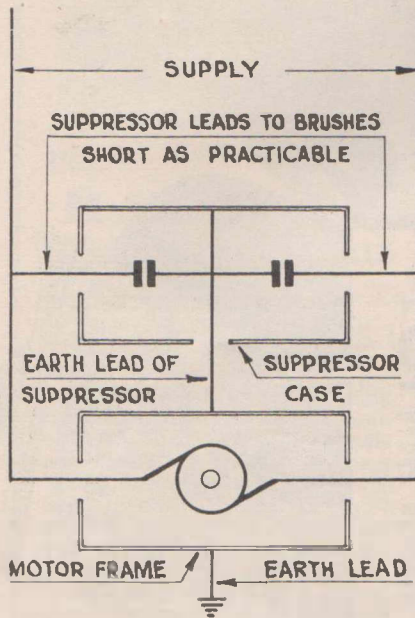 SUPPLY
SUPPRESSOR LEADS TO BRUSHES
SHORT AS PRACTICABLE
EARTH LEAD OF
SUPPRESSOR
SUPPRESSOR
CASE
MOTOR FRAME
EARTH LEAD